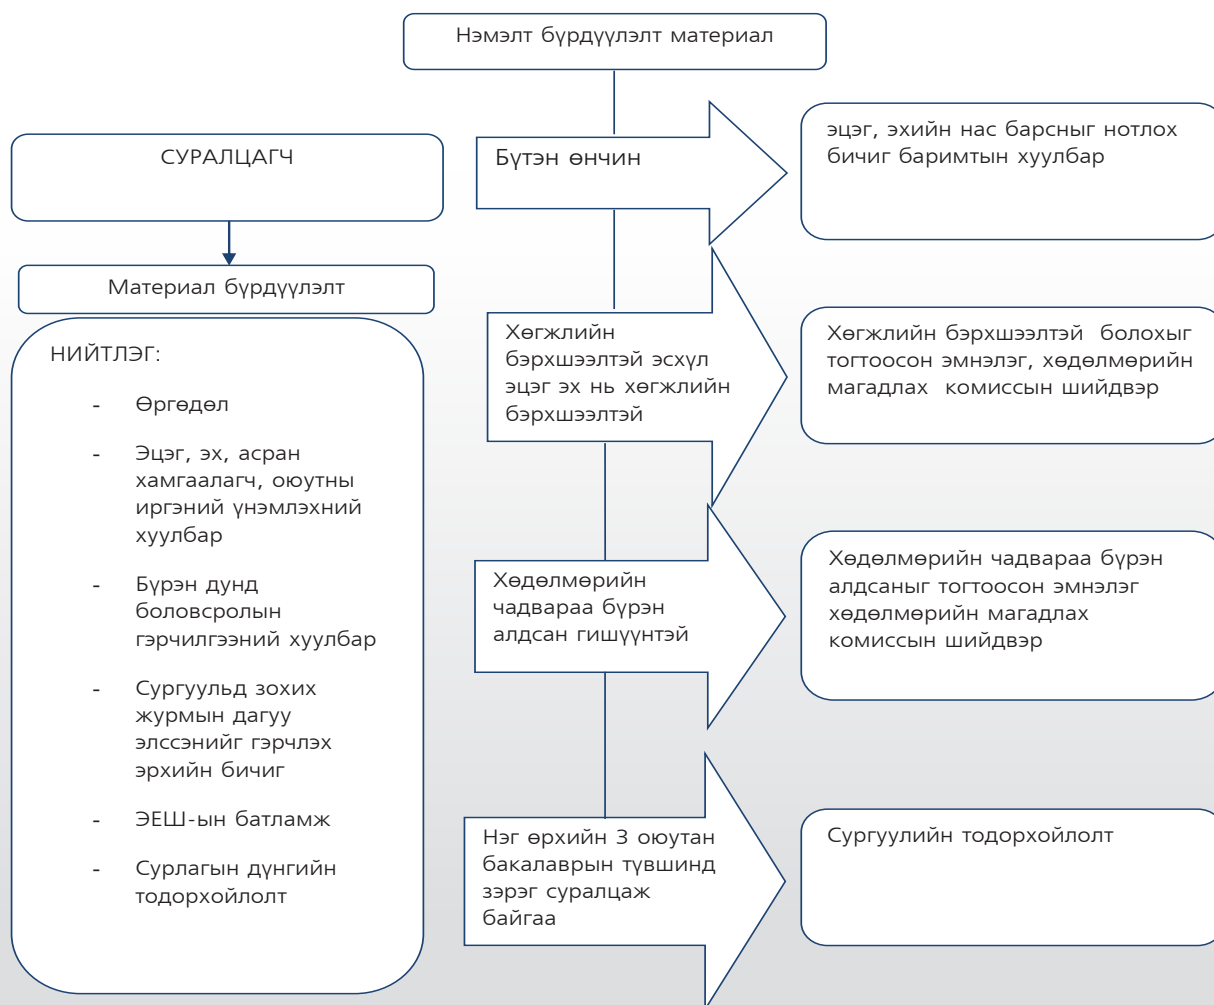 Нэмэлт бүрдүүлэлт материал
СУРАЛЦАГЧ
Материал бүрдүүлэлт
НИЙТЛЭГ:
- Өргөдөл
- Эцэг, эх, асран
хамгаалагч, оюутны
иргэний үнэмлэхний
хуулбар
- Бүрэн дунд
боловсролын
гэрчилгээний хуулбар
- Сургуульд зохих
журмын дагуу
элссэнийг гэрчлэх
эрхийн бичиг
- ЭЕШ-ын батламж
- Сурлагын дүнгийн
тодорхойлолт
Бүтэн өнчин
эцэг, эхийн нас барсныг нотлох
бичиг баримтын хуулбар
Хөгжлийн
бэрхшээлтэй эсхүл
эцэг эх нь хөгжлийн
бэрхшээлтэй
Хөгжлийн бэрхшээлтэй  болохыг
тогтоосон эмнэлэг, хөдөлмөрийн
магадлах  комиссын шийдвэр
Хөдөлмөрийн
чадвараа бүрэн
алдсан гишүүнтэй
Хөдөлмөрийн чадвараа бүрэн
алдсаныг тогтоосон эмнэлэг
хөдөлмөрийн магадлах
комиссын шийдвэр
Нэг өрхийн 3 оюутан
бакалаврын түвшинд
зэрэг суралцаж
байгаа
Сургуулийн тодорхойлолт